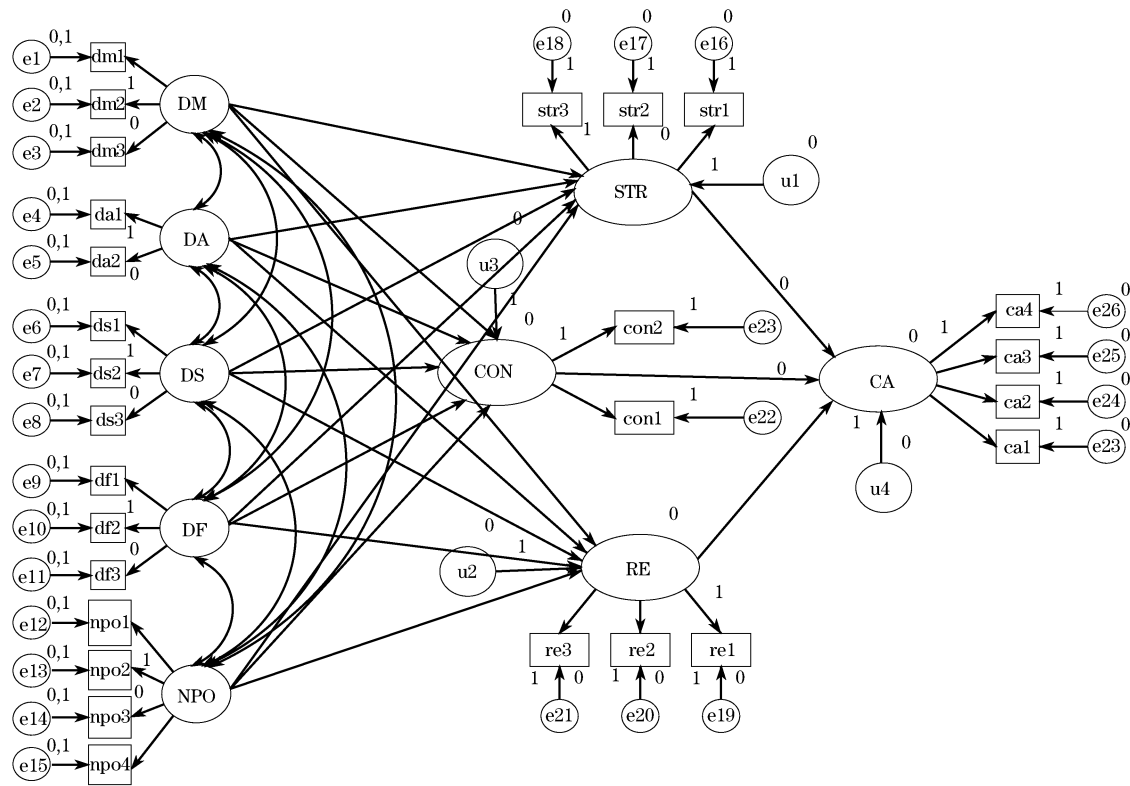 0 0 0
e18 e17 e16
1 1 1
str3 str2 str1
1 0
STR
1 0
u1
e1 0,1 dm1
e2 0,1 dm2 1
e3 0,1 dm3 0
DM
e4 0,1 da1
e5 0,1 da2 1
0
DA
e6 0,1 ds1
e7 0,1 ds2 1
e8 0,1 ds3 0
DS
e9 0,1 df1
e10 0,1 df2 1
e11 0,1 df3 0
DF
e12 0,1 npo1
e13 0,1 npo2 1
e14 0,1 npo3 0
e15 0,1 npo4
NPO
0
u3
1 0
CON
1 con2 1 e23
con1 1 e22
0
0
0
CA
1 0
u4
1 ca4 1 e26 0
ca3 1 e25 0
ca2 1 e24 0
ca1 1 e23 0
0
u2 1
0
RE
1
re3 re2 re1
1 0 1 0 1 0
e21 e20 e19